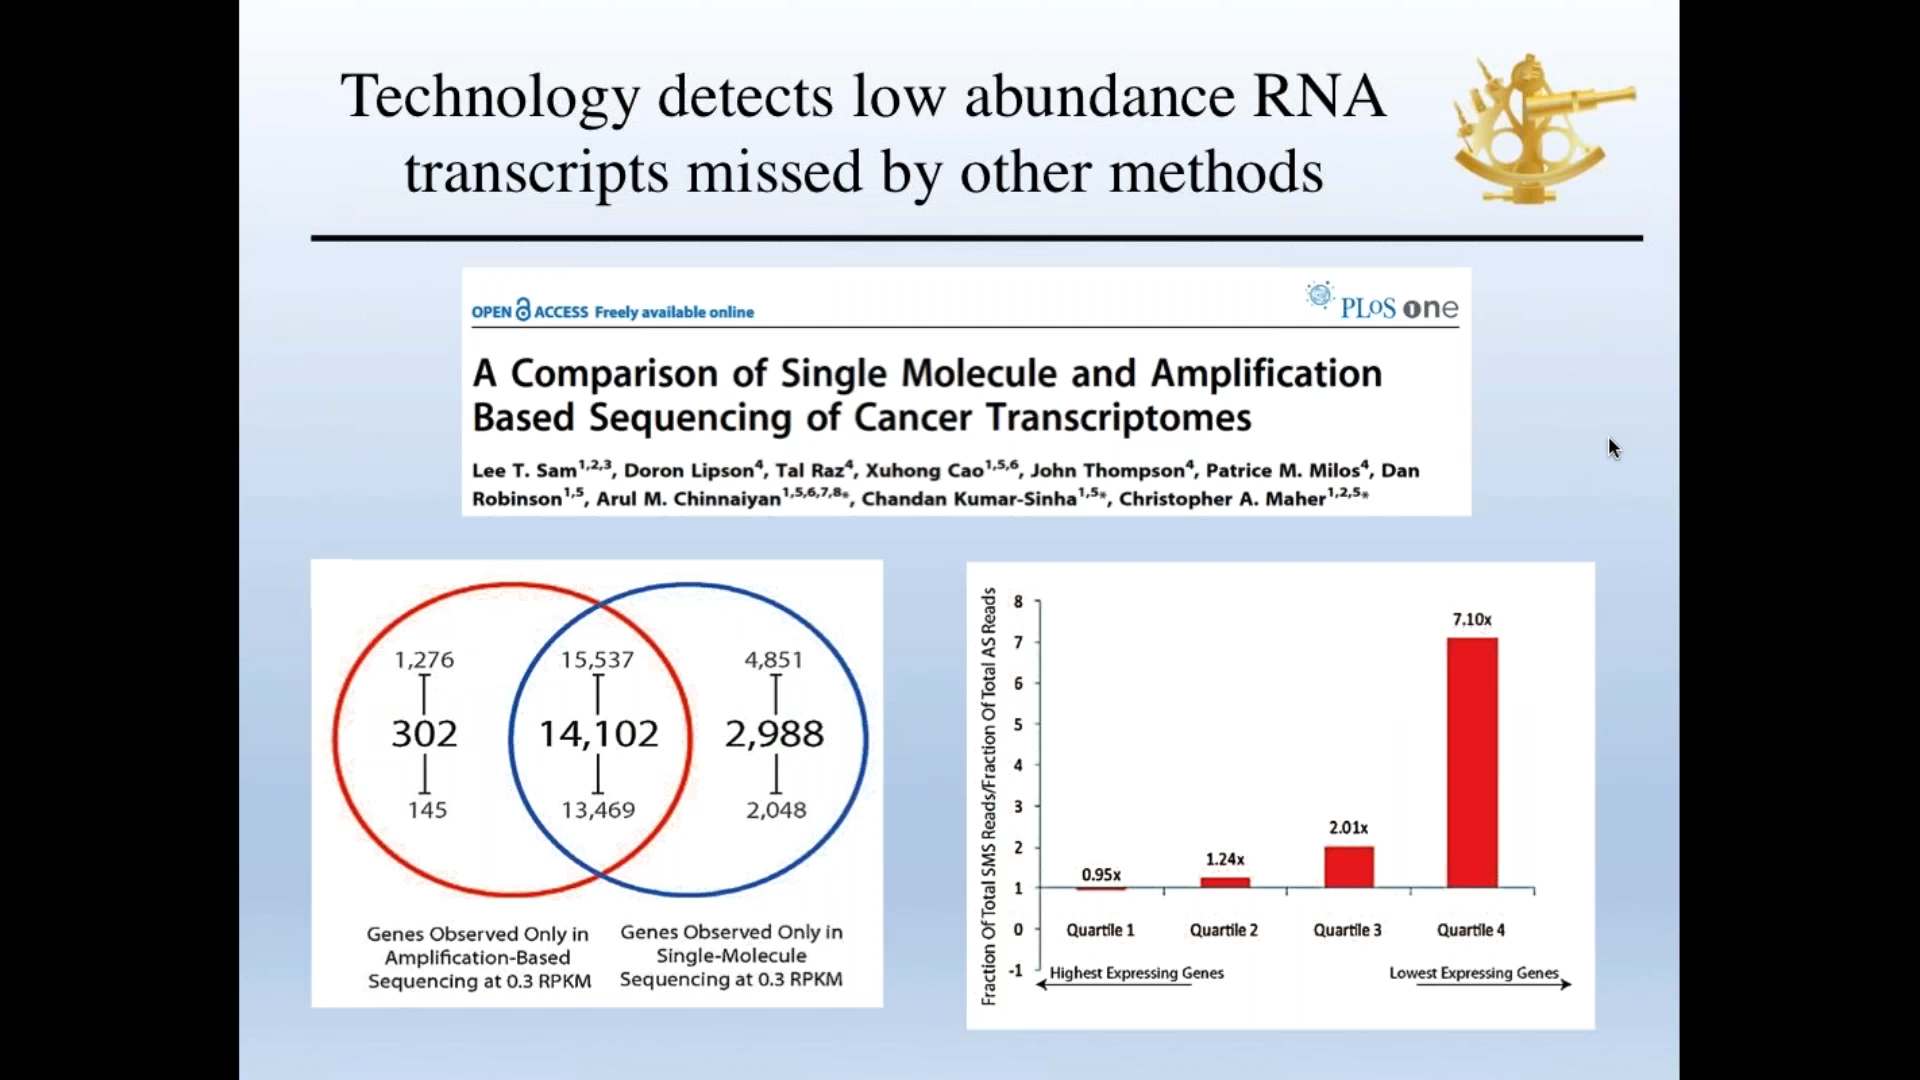 Technology detects low abundance RNA
transcripts missed by other methods
OPEN ACCESS Freely available online
PLoS one
A Comparison of Single Molecule and Amplification
Based Sequencing of Cancer Transcriptomes
Lee T. Sam1,2,3, Doron Lipson4, Tal Raz4, Xuhong Cao1,5,6, John Thompson4, Patrice M. Milos4, Dan
Robinson1,5, Arul M. Chinnaiyan1,5,6,7,8*, Chandan Kumar-Sinha1,5*, Christopher A. Maher1,2,5*
1,276
15,537
4,851
302
14,102
2,988
145
13,469
2,048
Genes Observed Only in
Amplification-Based
Sequencing at 0.3 RPKM
Genes Observed Only in
Single-Molecule
Sequencing at 0.3 RPKM
Fraction Of Total SMS Reads/Fraction Of Total AS Reads
8
7
6
5
4
3
2
1
0
-1
0.95x
1.24x
2.01x
7.10x
Quartile 1
Quartile 2
Quartile 3
Quartile 4
Highest Expressing Genes
Lowest Expressing Genes